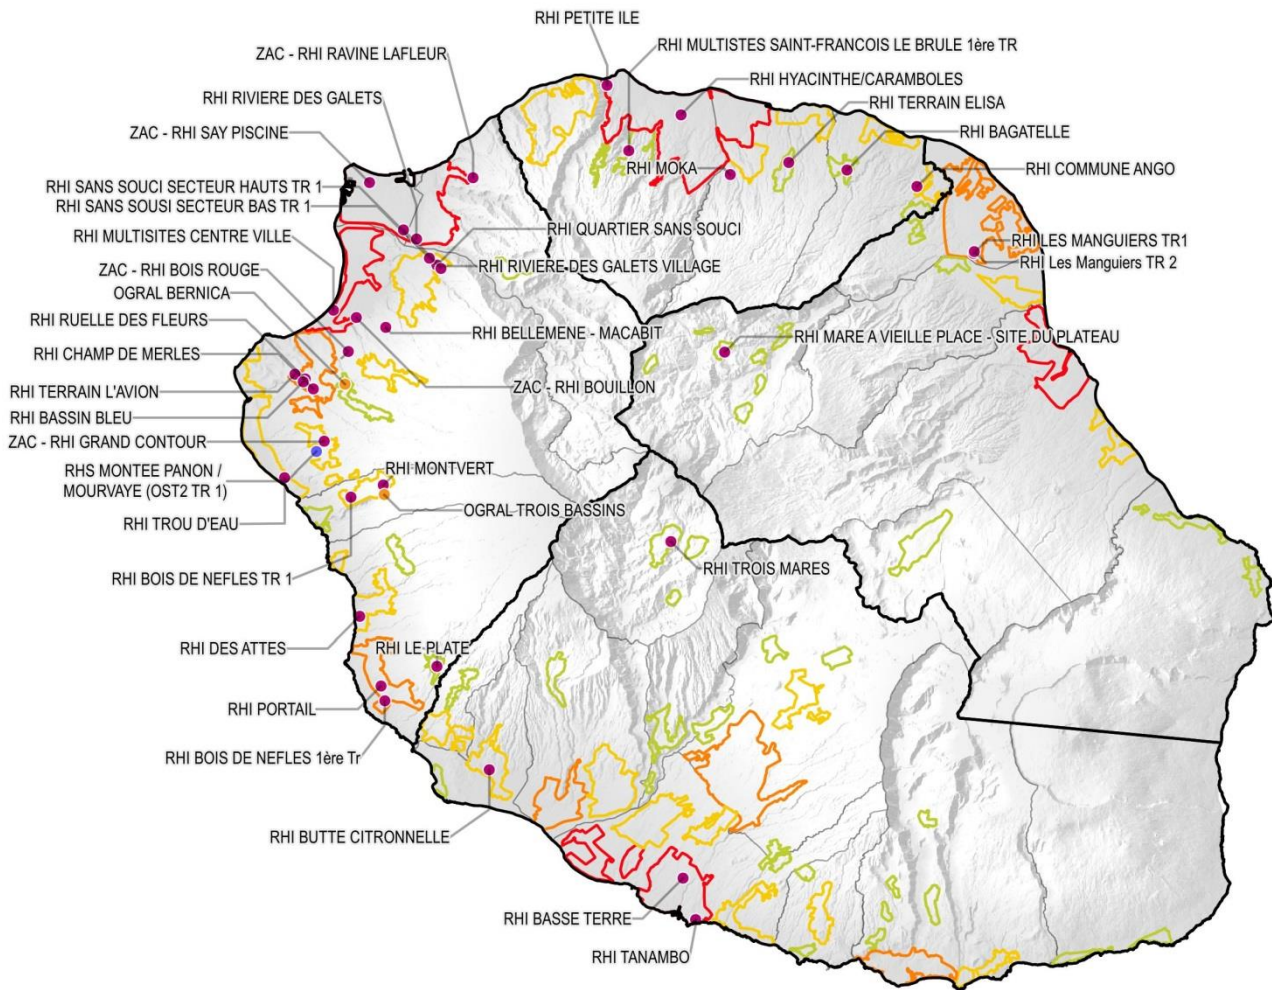 RHI PETITE ILE
RHI MULTISTES SAINT-FRANCOIS LE BRULE 1ère TR
ZAC - RHI RAVINE LAFLEUR
RHI HYACINTHE/CARAMBOLES
RHI RIVIERE DES GALETS
RHI TERRAIN ELISA
ZAC - RHI SAY PISCINE
RHI BAGATELLE
RHI MOKA
RHI COMMUNE ANGO
RHI SANS SOUCI SECTEUR HAUTS TR 1
RHI SANS SOUSI SECTEUR BAS TR 1
RHI QUARTIER SANS SOUCI
RHI MULTISITES CENTRE VILLE
RHI LES MANGUIERS TR1
RHI Les Manguiers TR 2
RHI RIVIERE DES GALETS VILLAGE
ZAC - RHI BOIS ROUGE
OGRAL BERNICA
RHI RUELLE DES FLEURS
RHI BELLEMENE - MACABIT
RHI MARE A VIEILLE PLACE - SITE DU PLATEAU
RHI CHAMP DE MERLES
RHI TERRAIN L'AVION
ZAC - RHI BOUILLON
RHI BASSIN BLEU
ZAC - RHI GRAND CONTOUR
RHS MONTEE PANON /
MOURVAYE (OST2 TR 1)
RHI MONTVERT
RHI TROU D'EAU
OGRAL TROIS BASSINS
RHI BOIS DE NEFLES TR 1
RHI TROIS MARES
RHI DES ATTES
RHI LE PLATE
RHI PORTAIL
RHI BOIS DE NEFLES 1ère Tr
RHI BUTTE CITRONNELLE
RHI BASSE TERRE
RHI TANAMBO